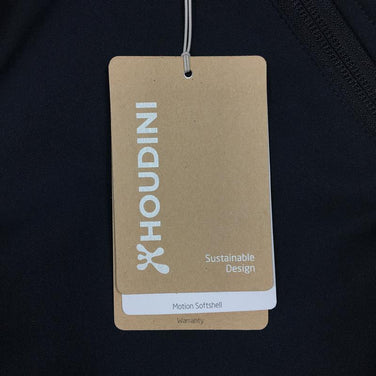 HOUDINI
Sustainable
Design
Motion Softshell
Warranty